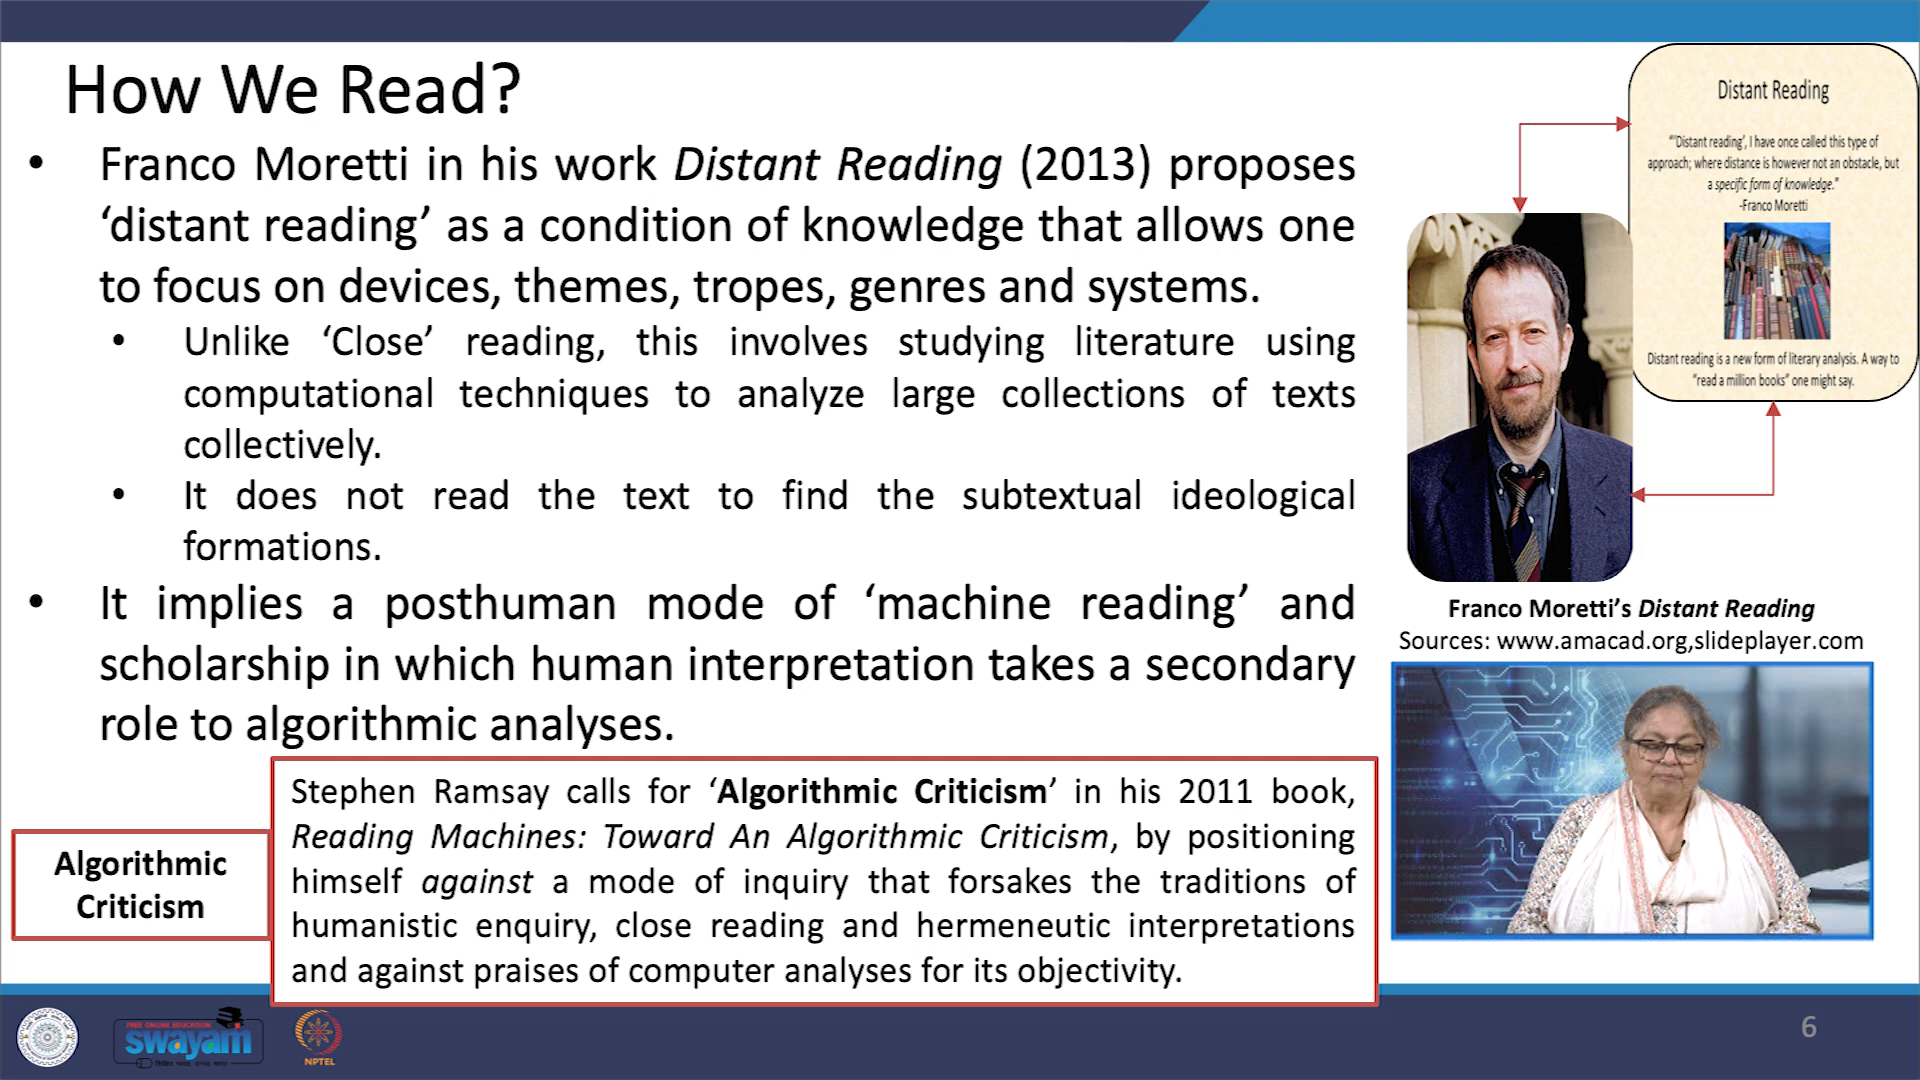 How We Read?
• Franco Moretti in his work Distant Reading (2013) proposes
‘distant reading’ as a condition of knowledge that allows one
to focus on devices, themes, tropes, genres and systems.
• Unlike ‘Close’ reading, this involves studying literature using
computational techniques to analyze large collections of texts
collectively.
• It does not read the text to find the subtextual ideological
formations.
• It implies a posthuman mode of ‘machine reading’ and
scholarship in which human interpretation takes a secondary
role to algorithmic analyses.
Algorithmic
Criticism
Stephen Ramsay calls for ‘Algorithmic Criticism’ in his 2011 book,
Reading Machines: Toward An Algorithmic Criticism, by positioning
himself against a mode of inquiry that forsakes the traditions of
humanistic enquiry, close reading and hermeneutic interpretations
and against praises of computer analyses for its objectivity.
Distant Reading
“‘Distant reading’, I have once called this type of
approach; where distance is however not an obstacle, but
a specific form of knowledge.”
-Franco Moretti
Distant reading is a new form of literary analysis. A way to
“read a million books” one might say.
Franco Moretti’s Distant Reading
Sources: www.amacad.org,slideplayer.com
FREE ONLINE EDUCATION
swayam
NPTEL
6